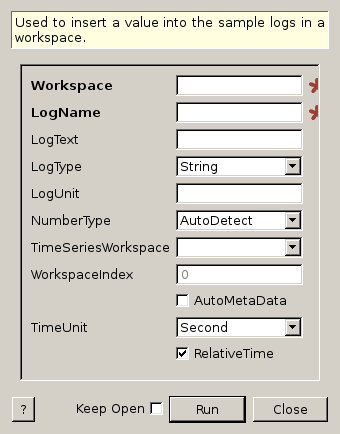 Used to insert a value into the sample logs in a
workspace.
Workspace
LogName
LogText
LogType String
LogUnit
NumberType AutoDetect
TimeSeriesWorkspace
WorkspaceIndex 0
AutoMetaData
TimeUnit Second
RelativeTime
? Keep Open Run Close